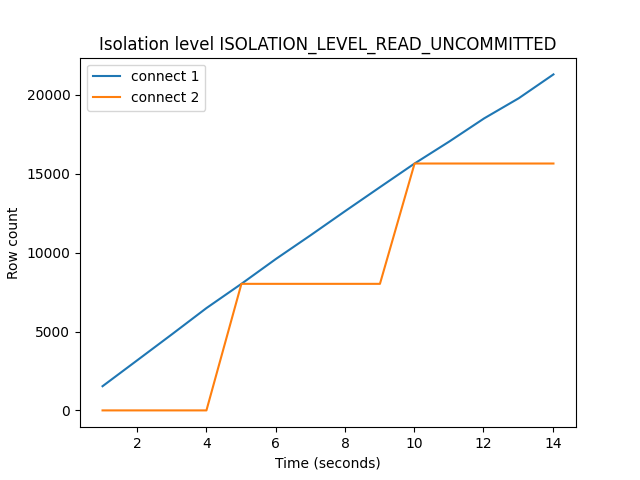 Isolation level ISOLATION_LEVEL_READ_UNCOMMITTED
connect 1
connect 2
20000
15000
10000
5000
0
Row count
2 4 6 8 10 12 14
Time (seconds)